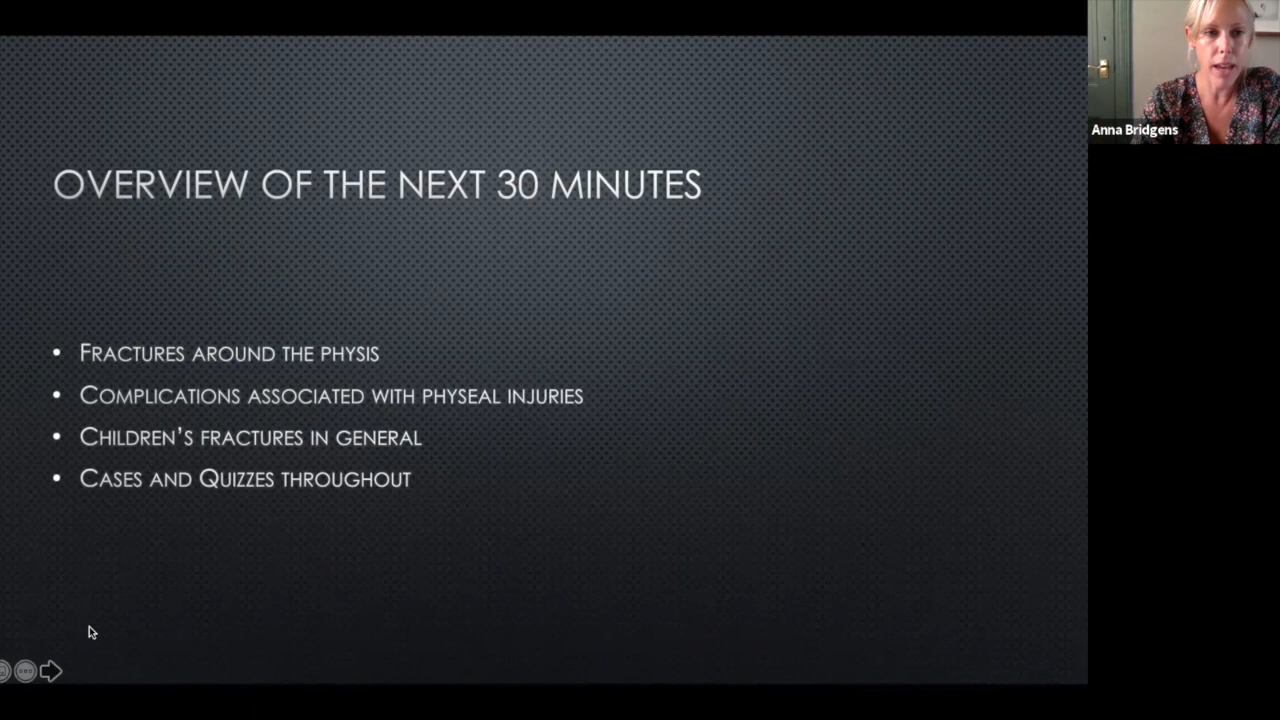 OVERVIEW OF THE NEXT 30 MINUTES
• FRACTURES AROUND THE PHYSIS
• COMPLICATIONS ASSOCIATED WITH PHYSEAL INJURIES
• CHILDREN’S FRACTURES IN GENERAL
• CASES AND QUIZZES THROUGHOUT
Anna Bridgens